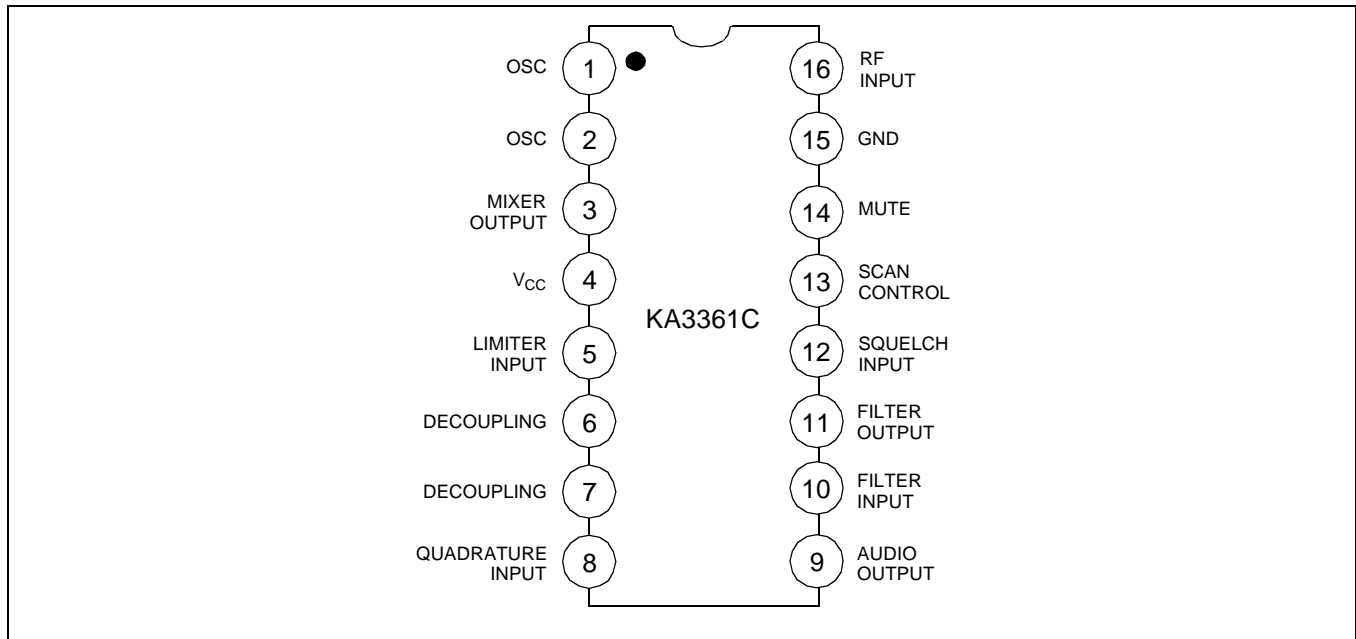 OSC
1
16
RF
INPUT
OSC
2
15
GND
MIXER
OUTPUT
3
14
MUTE
V_CC
4
13
SCAN
CONTROL
KA3361C
LIMITER
INPUT
5
12
SQUELCH
INPUT
DECOUPLING
6
11
FILTER
OUTPUT
DECOUPLING
7
10
FILTER
INPUT
QUADRATURE
INPUT
8
9
AUDIO
OUTPUT